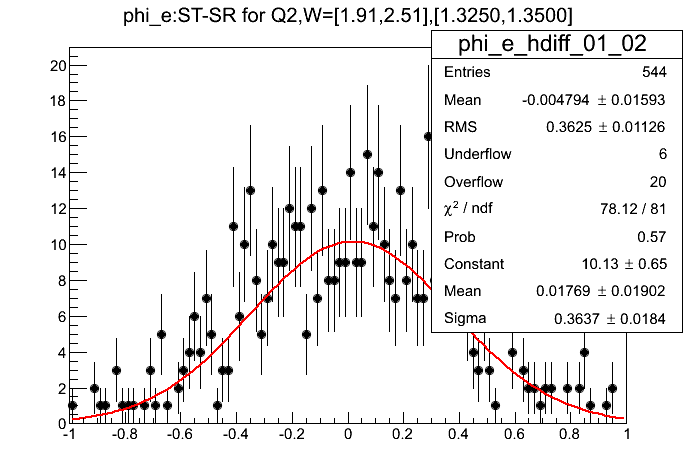 phi_e:ST-SR for Q2,W=[1.91,2.51],[1.3250,1.3500]
phi_e_hdiff_01_02
Entries 544
Mean -0.004794 ± 0.01593
RMS 0.3625 ± 0.01126
Underflow 6
Overflow 20
χ² / ndf 78.12 / 81
Prob 0.57
Constant 10.13 ± 0.65
Mean 0.01769 ± 0.01902
Sigma 0.3637 ± 0.0184
20
18
16
14
12
10
8
6
4
2
0
-1 -0.8 -0.6 -0.4 -0.2 0 0.2 0.4 0.6 0.8 1